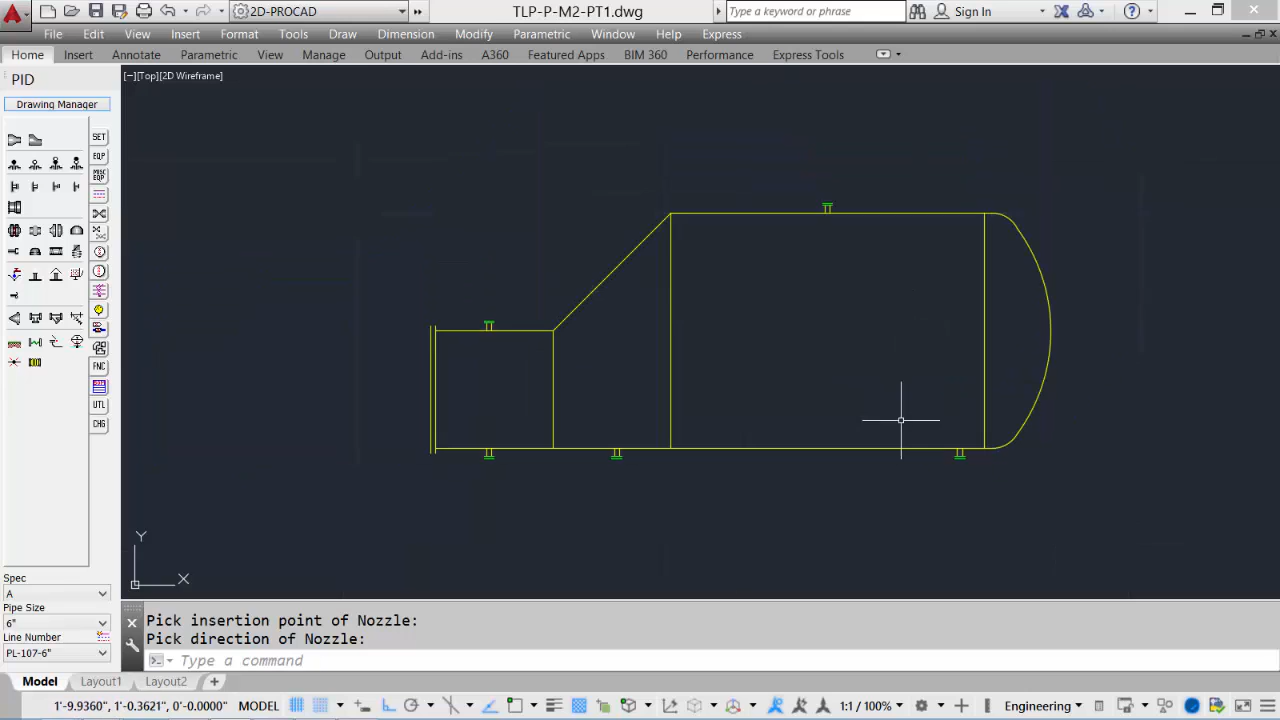 2D-PROCAD
TLP-P-M2-PT1.dwg
Type a keyword or phrase
Sign In
File Edit View Insert Format Tools Draw Dimension Modify Parametric Window Help Express
Home Insert Annotate Parametric View Manage Output Add-ins A360 Featured Apps BIM 360 Performance Express Tools
PID
[−][Top][2D Wireframe]
Drawing Manager
SET
EQP
MISC
EQP
FNC
UTL
CHG
Y
X
Spec
A
Pipe Size
6"
Line Number
PL-107-6"
Pick insertion point of Nozzle:
Pick direction of Nozzle:
Type a command
Model Layout1 Layout2
1'-9.9360", 1'-0.3621", 0'-0.0000" MODEL
1:1 / 100%
Engineering